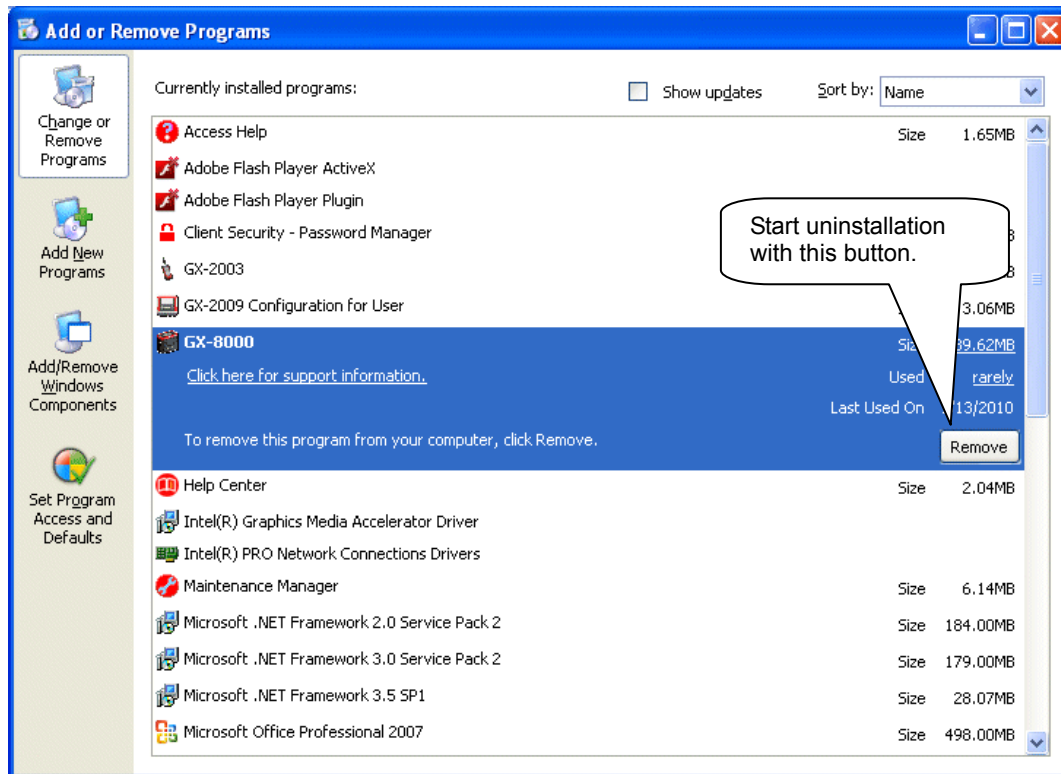 Add or Remove Programs
Change or
Remove
Programs
Add New
Programs
Add/Remove
Windows
Components
Set Program
Access and
Defaults
Currently installed programs:
Show updates
Sort by: Name
Access Help Size 1.65MB
Adobe Flash Player ActiveX
Adobe Flash Player Plugin
Client Security - Password Manager
GX-2003
GX-2009 Configuration for User 3.06MB
Start uninstallation
with this button.
GX-8000 39.62MB
Click here for support information. Used rarely
Last Used On /13/2010
To remove this program from your computer, click Remove. Remove
Help Center Size 2.04MB
Intel(R) Graphics Media Accelerator Driver
Intel(R) PRO Network Connections Drivers
Maintenance Manager Size 6.14MB
Microsoft .NET Framework 2.0 Service Pack 2 Size 184.00MB
Microsoft .NET Framework 3.0 Service Pack 2 Size 179.00MB
Microsoft .NET Framework 3.5 SP1 Size 28.07MB
Microsoft Office Professional 2007 Size 498.00MB